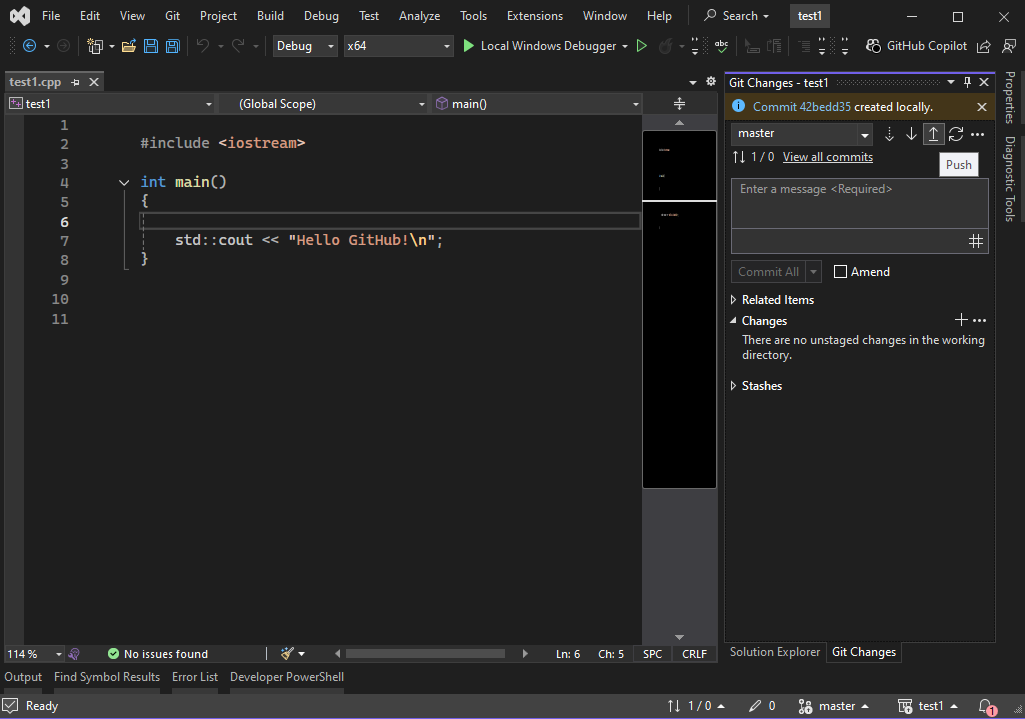 File Edit View Git Project Build Debug Test Analyze Tools Extensions Window Help Search test1
Debug x64 Local Windows Debugger GitHub Copilot
test1.cpp
test1 (Global Scope) main()
1
2 #include <iostream>
3
4 int main()
5 {
6
7 std::cout << "Hello GitHub!\n";
8 }
9
10
11
114 % No issues found Ln: 6 Ch: 5 SPC CRLF
Git Changes - test1
Commit 42bedd35 created locally.
master
1 / 0 View all commits
Push
Enter a message <Required>
Commit All Amend
Related Items
Changes
There are no unstaged changes in the working
directory.
Stashes
Solution Explorer Git Changes
Properties
Diagnostic Tools
Output Find Symbol Results Error List Developer PowerShell
Ready 1 / 0 0 master test1 1